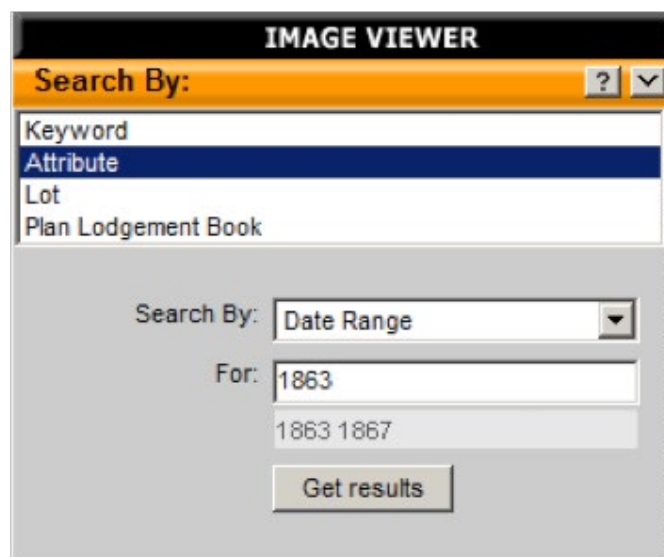 IMAGE VIEWER
Search By: ?
Keyword
Attribute
Lot
Plan Lodgement Book
Search By: Date Range
For: 1863
1863 1867
Get results